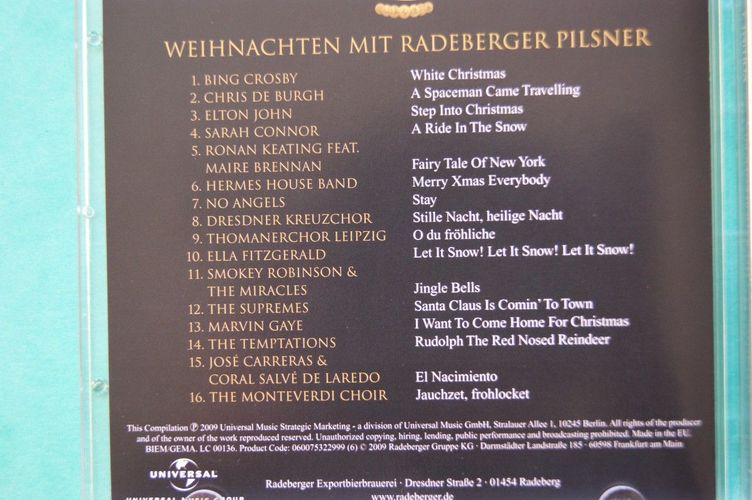 WEIHNACHTEN MIT RADEBERGER PILSNER
1. BING CROSBY White Christmas
2. CHRIS DE BURGH A Spaceman Came Travelling
3. ELTON JOHN Step Into Christmas
4. SARAH CONNOR A Ride In The Snow
5. RONAN KEATING FEAT.
MAIRE BRENNAN Fairy Tale Of New York
6. HERMES HOUSE BAND Merry Xmas Everybody
7. NO ANGELS Stay
8. DRESDNER KREUZCHOR Stille Nacht, heilige Nacht
9. THOMANERCHOR LEIPZIG O du fröhliche
10. ELLA FITZGERALD Let It Snow! Let It Snow! Let It Snow!
11. SMOKEY ROBINSON &
THE MIRACLES Jingle Bells
12. THE SUPREMES Santa Claus Is Comin' To Town
13. MARVIN GAYE I Want To Come Home For Christmas
14. THE TEMPTATIONS Rudolph The Red Nosed Reindeer
15. JOSÉ CARRERAS &
CORAL SALVÉ DE LAREDO El Nacimiento
16. THE MONTEVERDI CHOIR Jauchzet, frohlocket
This Compilation ℗ 2009 Universal Music Strategic Marketing - a division of Universal Music GmbH, Stralauer Allee 1, 10245 Berlin. All rights of the producer
and of the owner of the work reproduced reserved. Unauthorized copying, hiring, lending, public performance and broadcasting prohibited. Made in the EU.
BIEM/GEMA. LC 00136. Product Code: 060075322999 (6) © 2009 Radeberger Gruppe KG · Darmstädter Landstraße 185 · 60598 Frankfurt am Main
UNIVERSAL
UNIVERSAL MUSIC GROUP
Radeberger Exportbierbrauerei · Dresdner Straße 2 · 01454 Radeberg
www.radeberger.de